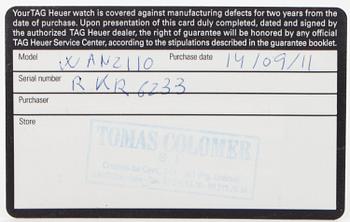 Your TAG Heuer watch is covered against manufacturing defects for two years from the
date of purchase. Upon presentation of this card duly completed, dated and signed by
the authorized TAG Heuer dealer, the right of guarantee will be honored by any official
TAG Heuer Service Center, according to the stipulations described in the guarantee booklet.
Model WAN2110 Purchase date 14/09/11
Serial number RKR6233
Purchaser
Store
TOMAS COLOMER